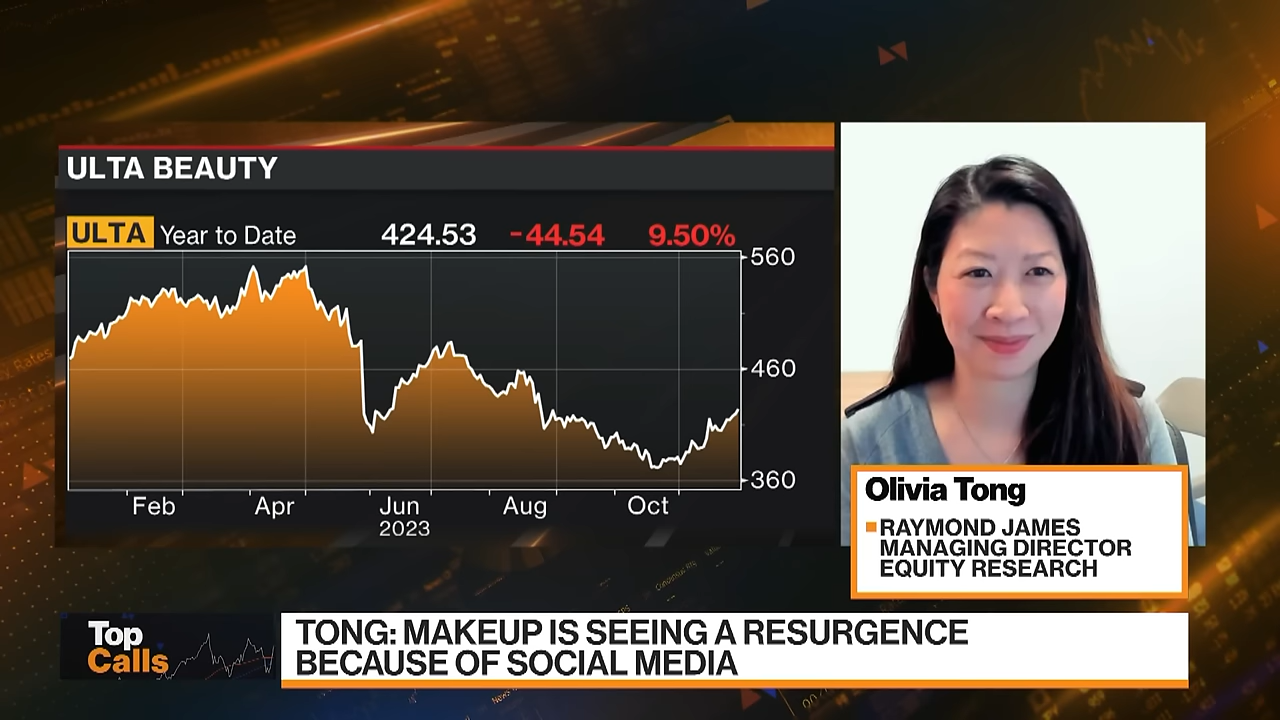 ULTA BEAUTY
ULTA Year to Date 424.53 -44.54 9.50%
560
460
360
Feb Apr Jun Aug Oct
2023
Olivia Tong
RAYMOND JAMES
MANAGING DIRECTOR
EQUITY RESEARCH
Top
Calls
TONG: MAKEUP IS SEEING A RESURGENCE
BECAUSE OF SOCIAL MEDIA